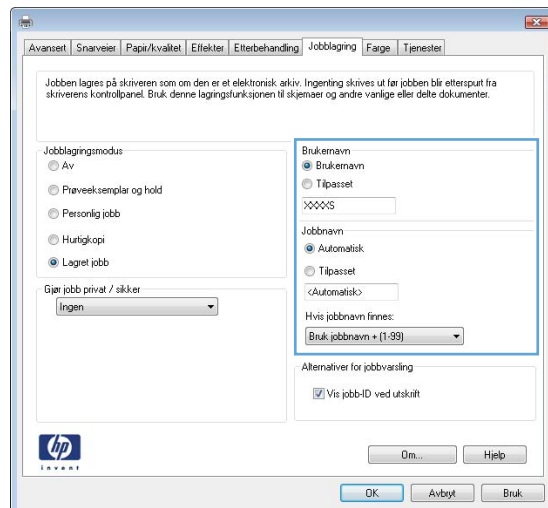 Avansert Snarveier Papir/kvalitet Effekter Etterbehandling Jobblagring Farge Tjenester
Jobben lagres på skriveren som om den er et elektronisk arkiv. Ingenting skrives ut før jobben blir etterspurt fra
skriverens kontrollpanel. Bruk denne lagringsfunksjonen til skjemaer og andre vanlige eller delte dokumenter.
Jobblagringsmodus
Av
Prøveeksemplar og hold
Personlig jobb
Hurtigkopi
Lagret jobb
Gjør jobb privat / sikker
Ingen
Brukernavn
Brukernavn
Tilpasset
XXXXS
Jobbnavn
Automatisk
Tilpasset
<Automatisk>
Hvis jobbnavn finnes:
Bruk jobbnavn + (1-99)
Alternativer for jobbvarsling
Vis jobb-ID ved utskrift
hp
invent
Om... Hjelp
OK Avbryt Bruk